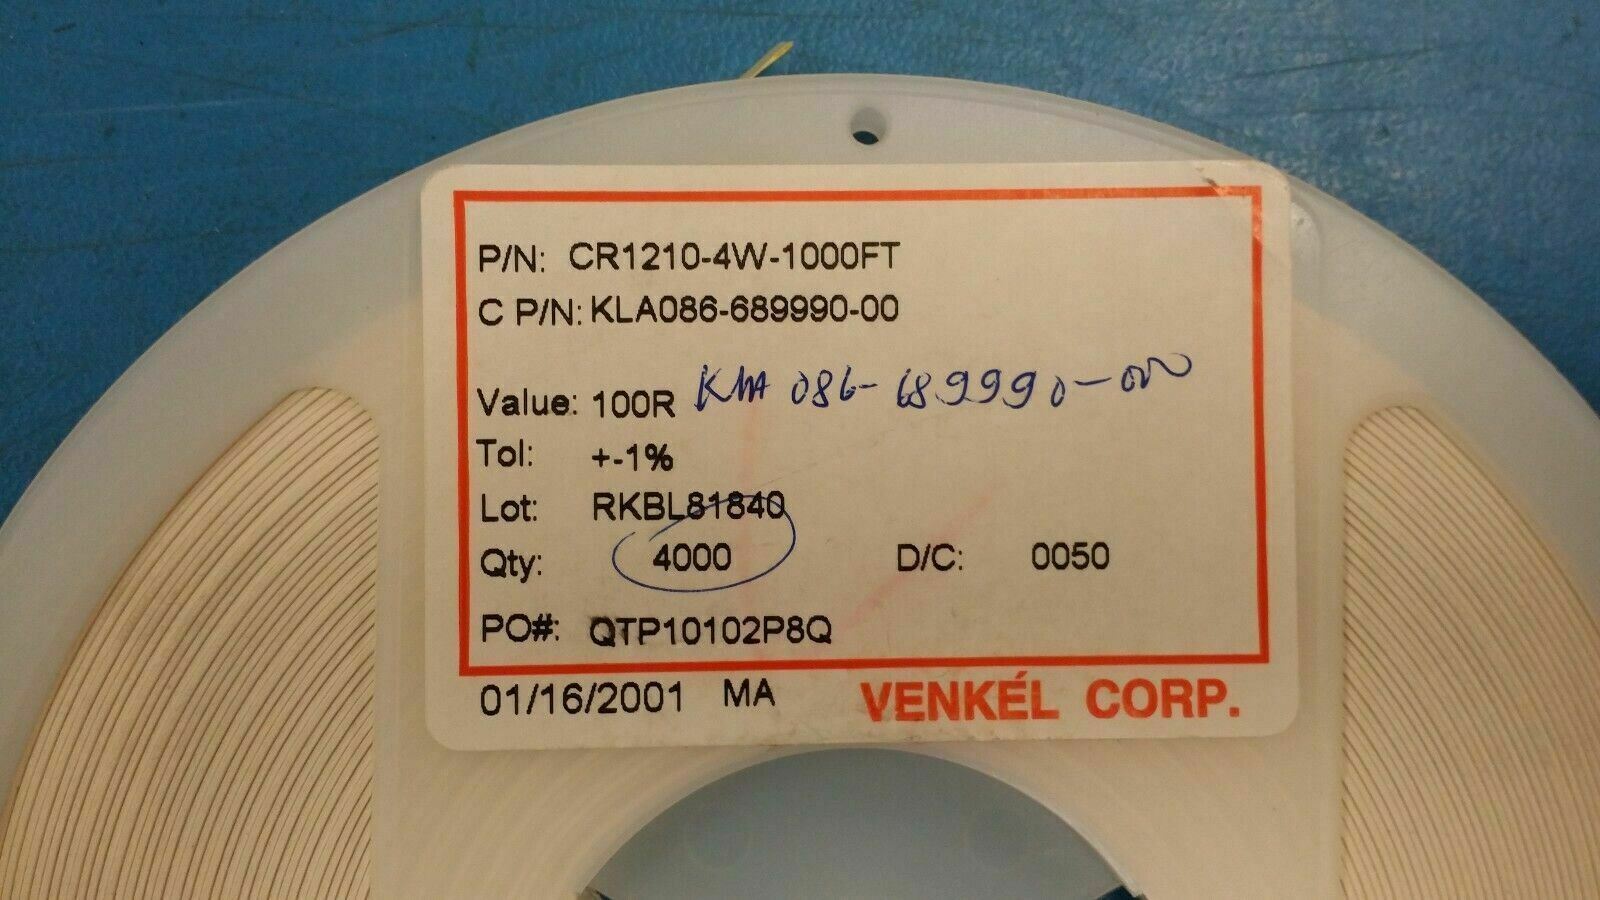 P/N: CR1210-4W-1000FT
C P/N: KLA086-689990-00
Value: 100R KLA 086-689990-000
Tol: +-1%
Lot: RKBL81840
Qty: 4000 D/C: 0050
PO#: QTP10102P8Q
01/16/2001 MA VENKÉL CORP.